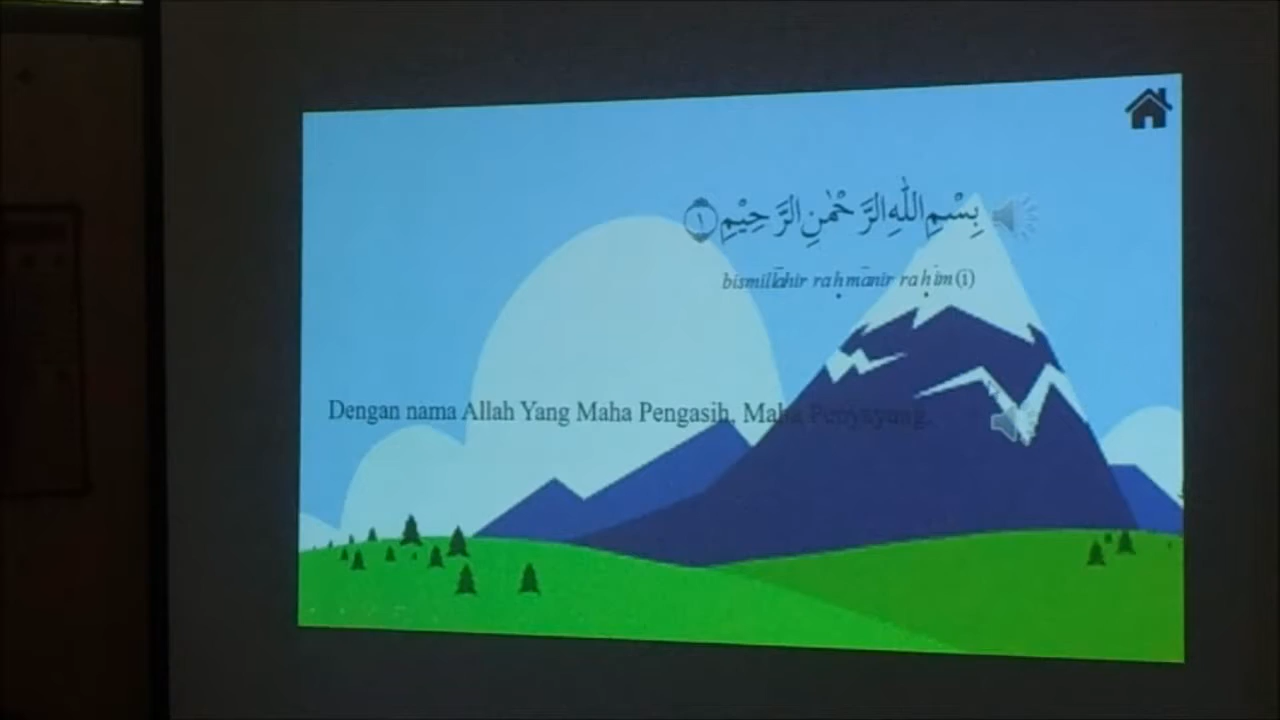 بِسْمِ اللّٰهِ الرَّحْمٰنِ الرَّحِيْمِ ۝١
bismillāhir raḥmānir raḥīm (1)
Dengan nama Allah Yang Maha Pengasih, Maha Penyayang.